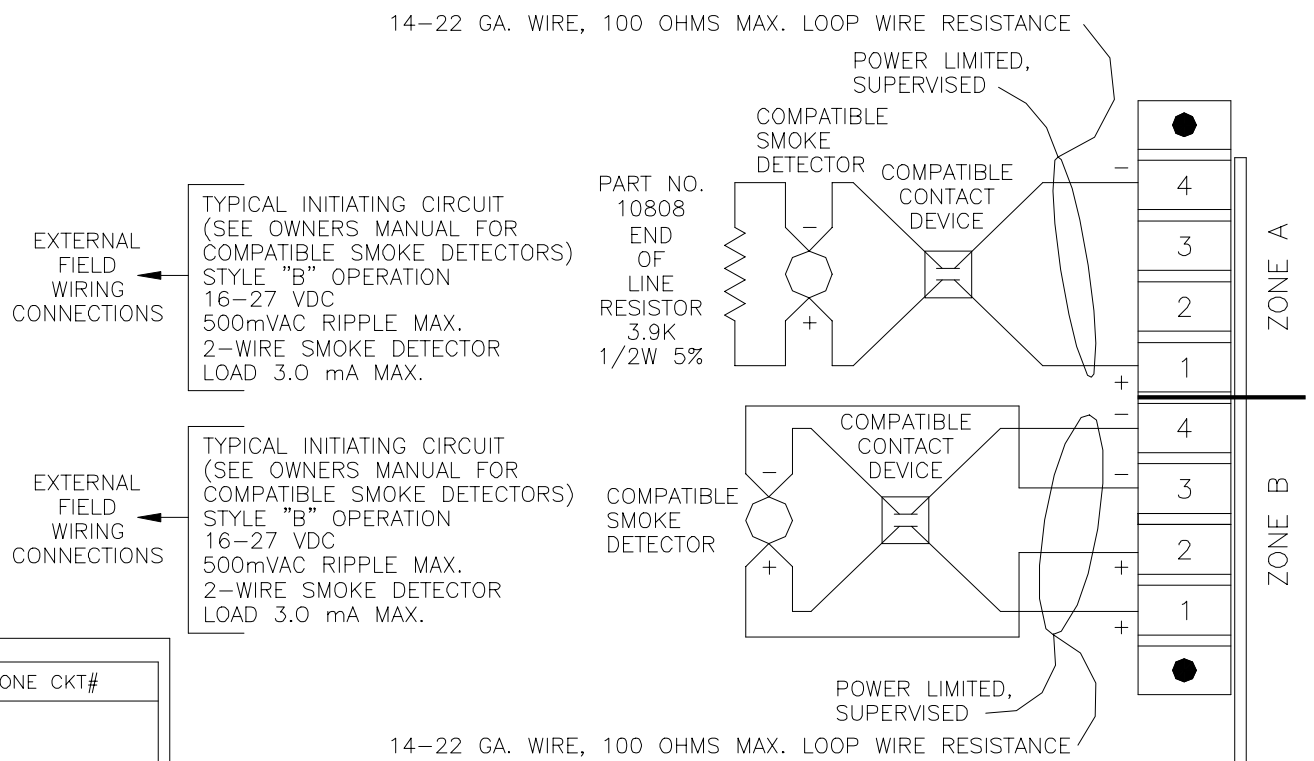 14-22 GA. WIRE, 100 OHMS MAX. LOOP WIRE RESISTANCE
POWER LIMITED,
SUPERVISED
COMPATIBLE
SMOKE
DETECTOR
COMPATIBLE
CONTACT
DEVICE
PART NO.
10808
END
OF
LINE
RESISTOR
3.9K
1/2W 5%
TYPICAL INITIATING CIRCUIT
(SEE OWNERS MANUAL FOR
COMPATIBLE SMOKE DETECTORS)
STYLE "B" OPERATION
16-27 VDC
500mVAC RIPPLE MAX.
2-WIRE SMOKE DETECTOR
LOAD 3.0 mA MAX.
EXTERNAL
FIELD
WIRING
CONNECTIONS
-
+
-
+
4
3
2
1
ZONE A
TYPICAL INITIATING CIRCUIT
(SEE OWNERS MANUAL FOR
COMPATIBLE SMOKE DETECTORS)
STYLE "B" OPERATION
16-27 VDC
500mVAC RIPPLE MAX.
2-WIRE SMOKE DETECTOR
LOAD 3.0 mA MAX.
EXTERNAL
FIELD
WIRING
CONNECTIONS
COMPATIBLE
SMOKE
DETECTOR
COMPATIBLE
CONTACT
DEVICE
-
+
-
-
+
+
4
3
2
1
ZONE B
POWER LIMITED,
SUPERVISED
14-22 GA. WIRE, 100 OHMS MAX. LOOP WIRE RESISTANCE
ONE CKT#